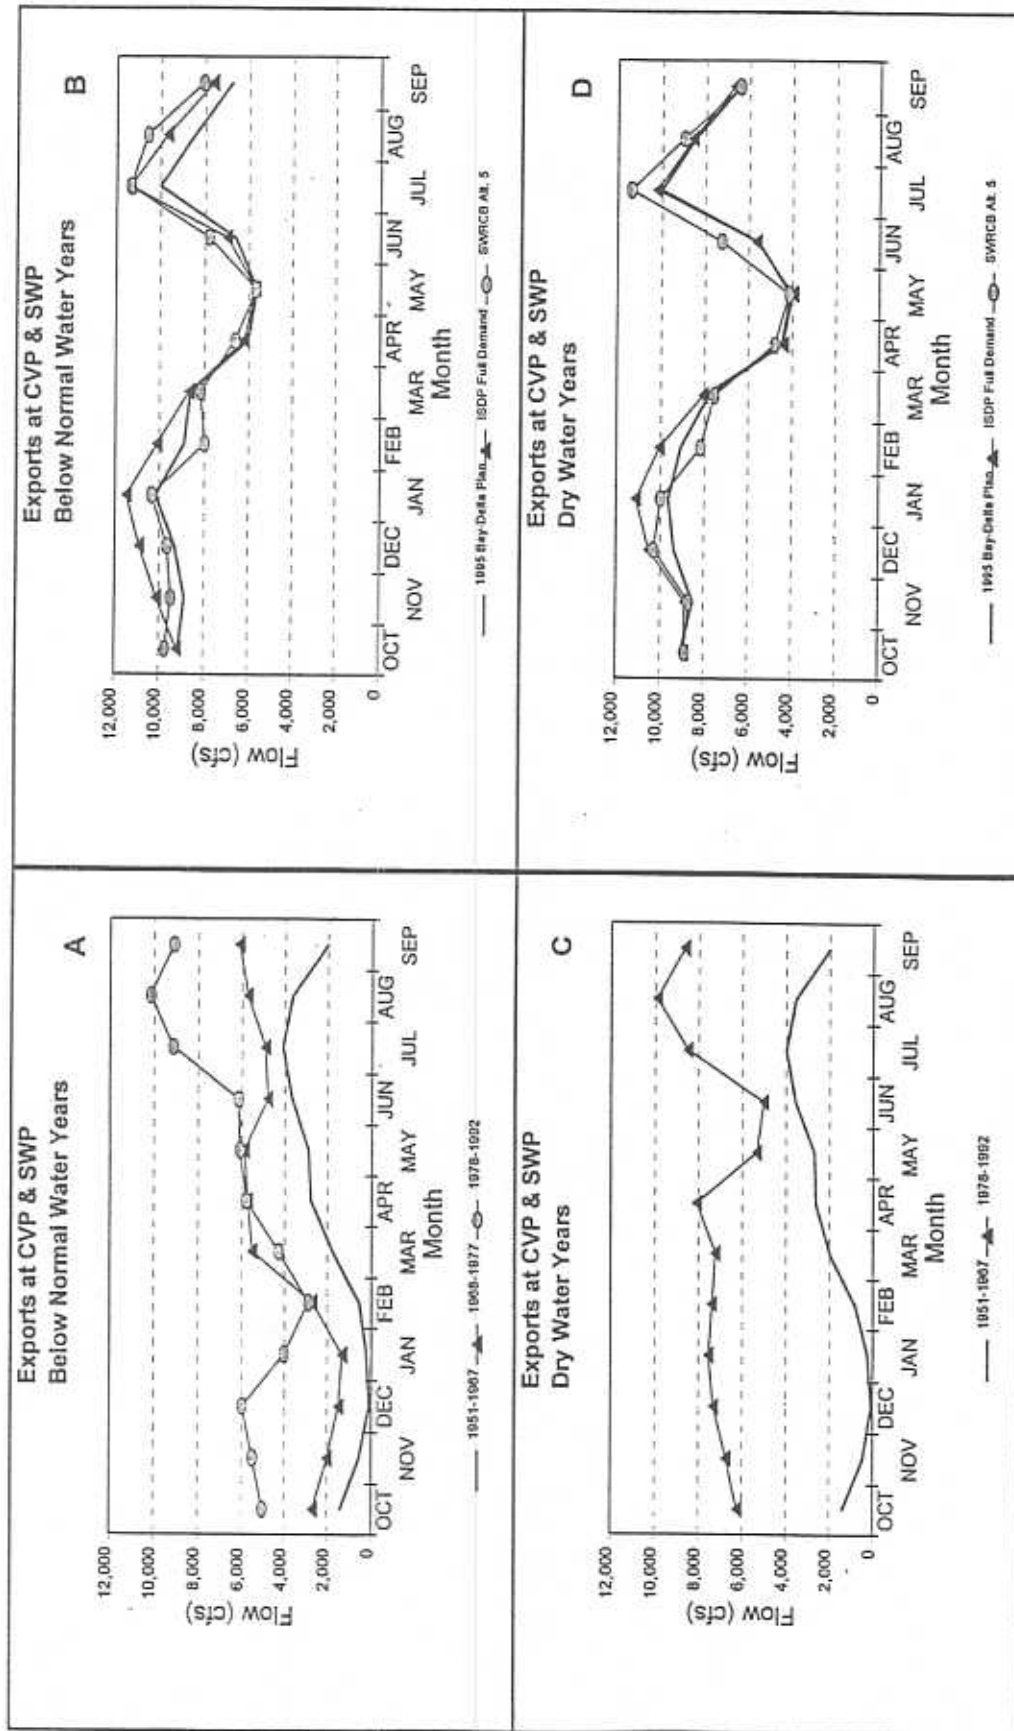 Exports at CVP & SWP
Below Normal Water Years
A
12,000
10,000
8,000
6,000
4,000
2,000
0
Flow (cfs)
OCT NOV DEC JAN FEB MAR APR MAY JUN JUL AUG SEP
Month
1951-1967 1968-1977 1978-1992
Exports at CVP & SWP
Below Normal Water Years
B
12,000
10,000
8,000
6,000
4,000
2,000
0
Flow (cfs)
OCT NOV DEC JAN FEB MAR APR MAY JUN JUL AUG SEP
Month
1995 Bay-Delta Plan ISDP Full Demand SWRCB Alt. 5
Exports at CVP & SWP
Dry Water Years
C
12,000
10,000
8,000
6,000
4,000
2,000
0
Flow (cfs)
OCT NOV DEC JAN FEB MAR APR MAY JUN JUL AUG SEP
Month
1951-1967 1978-1992
Exports at CVP & SWP
Dry Water Years
D
12,000
10,000
8,000
6,000
4,000
2,000
0
Flow (cfs)
OCT NOV DEC JAN FEB MAR APR MAY JUN JUL AUG SEP
Month
1995 Bay-Delta Plan ISDP Full Demand SWRCB Alt. 5